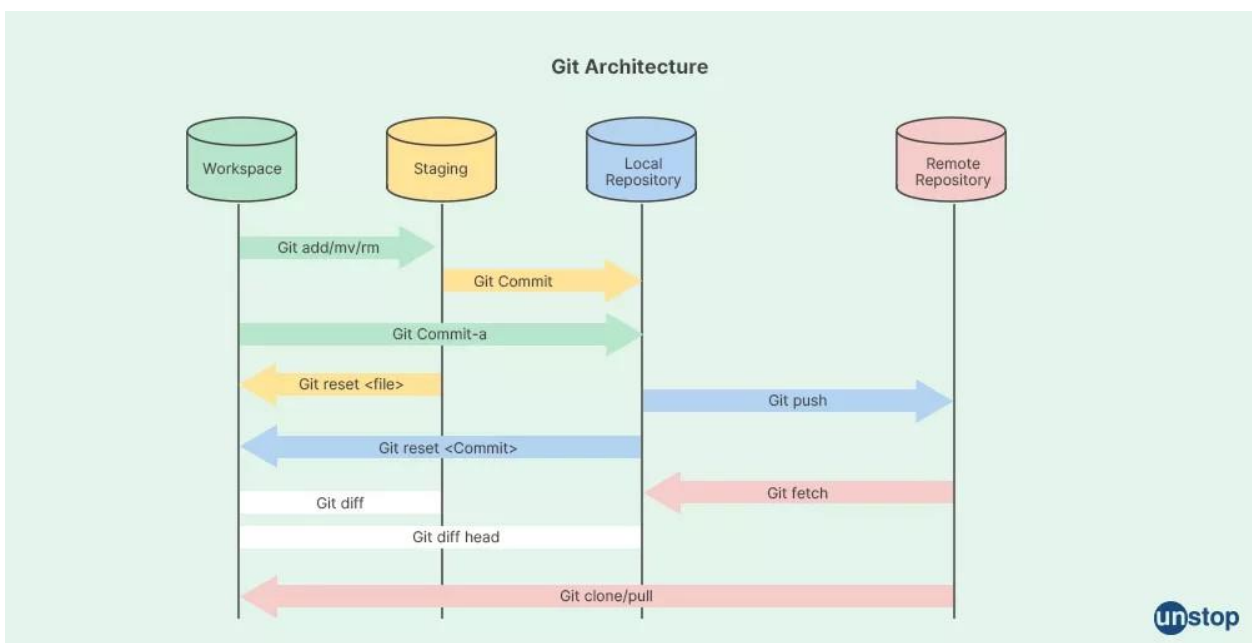 Git Architecture
Workspace
Staging
Local
Repository
Remote
Repository
Git add/mv/rm
Git Commit
Git Commit-a
Git reset <file>
Git push
Git reset <Commit>
Git fetch
Git diff
Git diff head
Git clone/pull
unstop